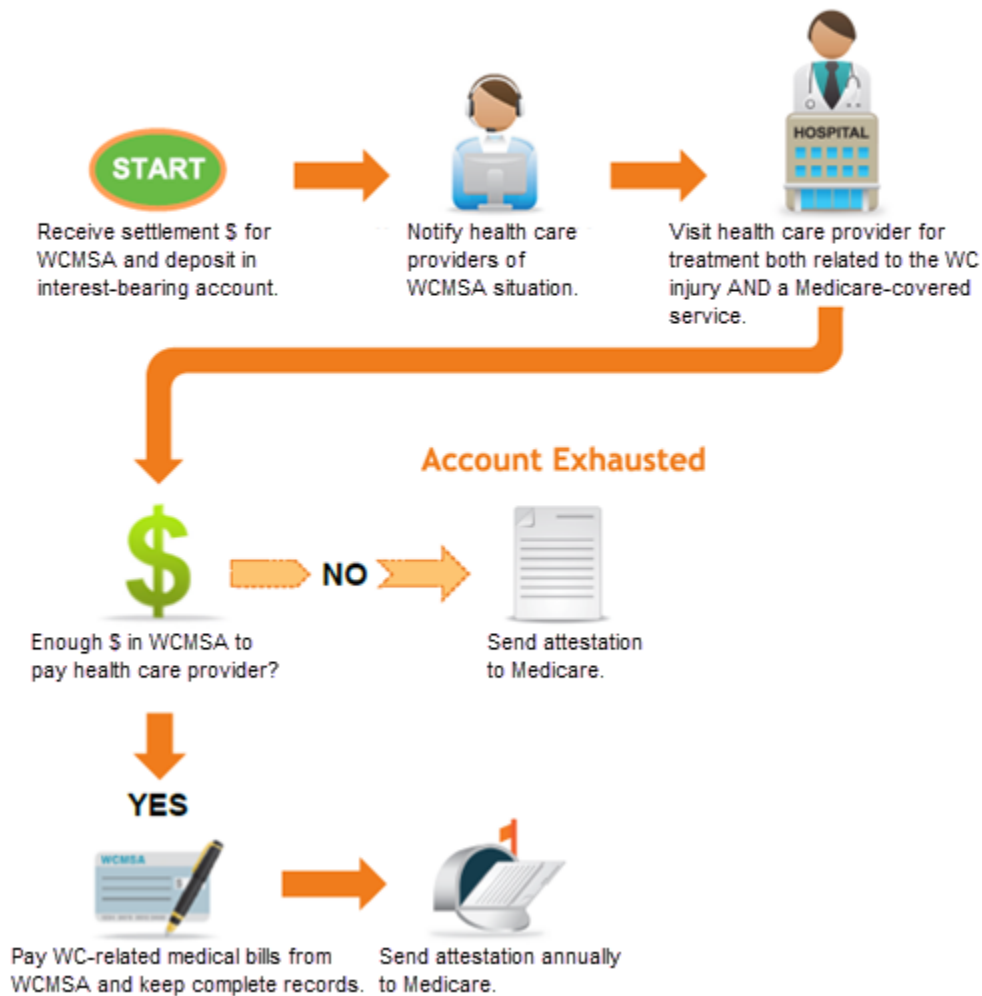 START
Receive settlement $ for
WCMSA and deposit in
interest-bearing account.
Notify health care
providers of
WCMSA situation.
HOSPITAL
Visit health care provider for
treatment both related to the WC
injury AND a Medicare-covered
service.
Account Exhausted
$
Enough $ in WCMSA to
pay health care provider?
NO
Send attestation
to Medicare.
YES
WCMSA
$
Pay WC-related medical bills from
WCMSA and keep complete records.
Send attestation annually
to Medicare.